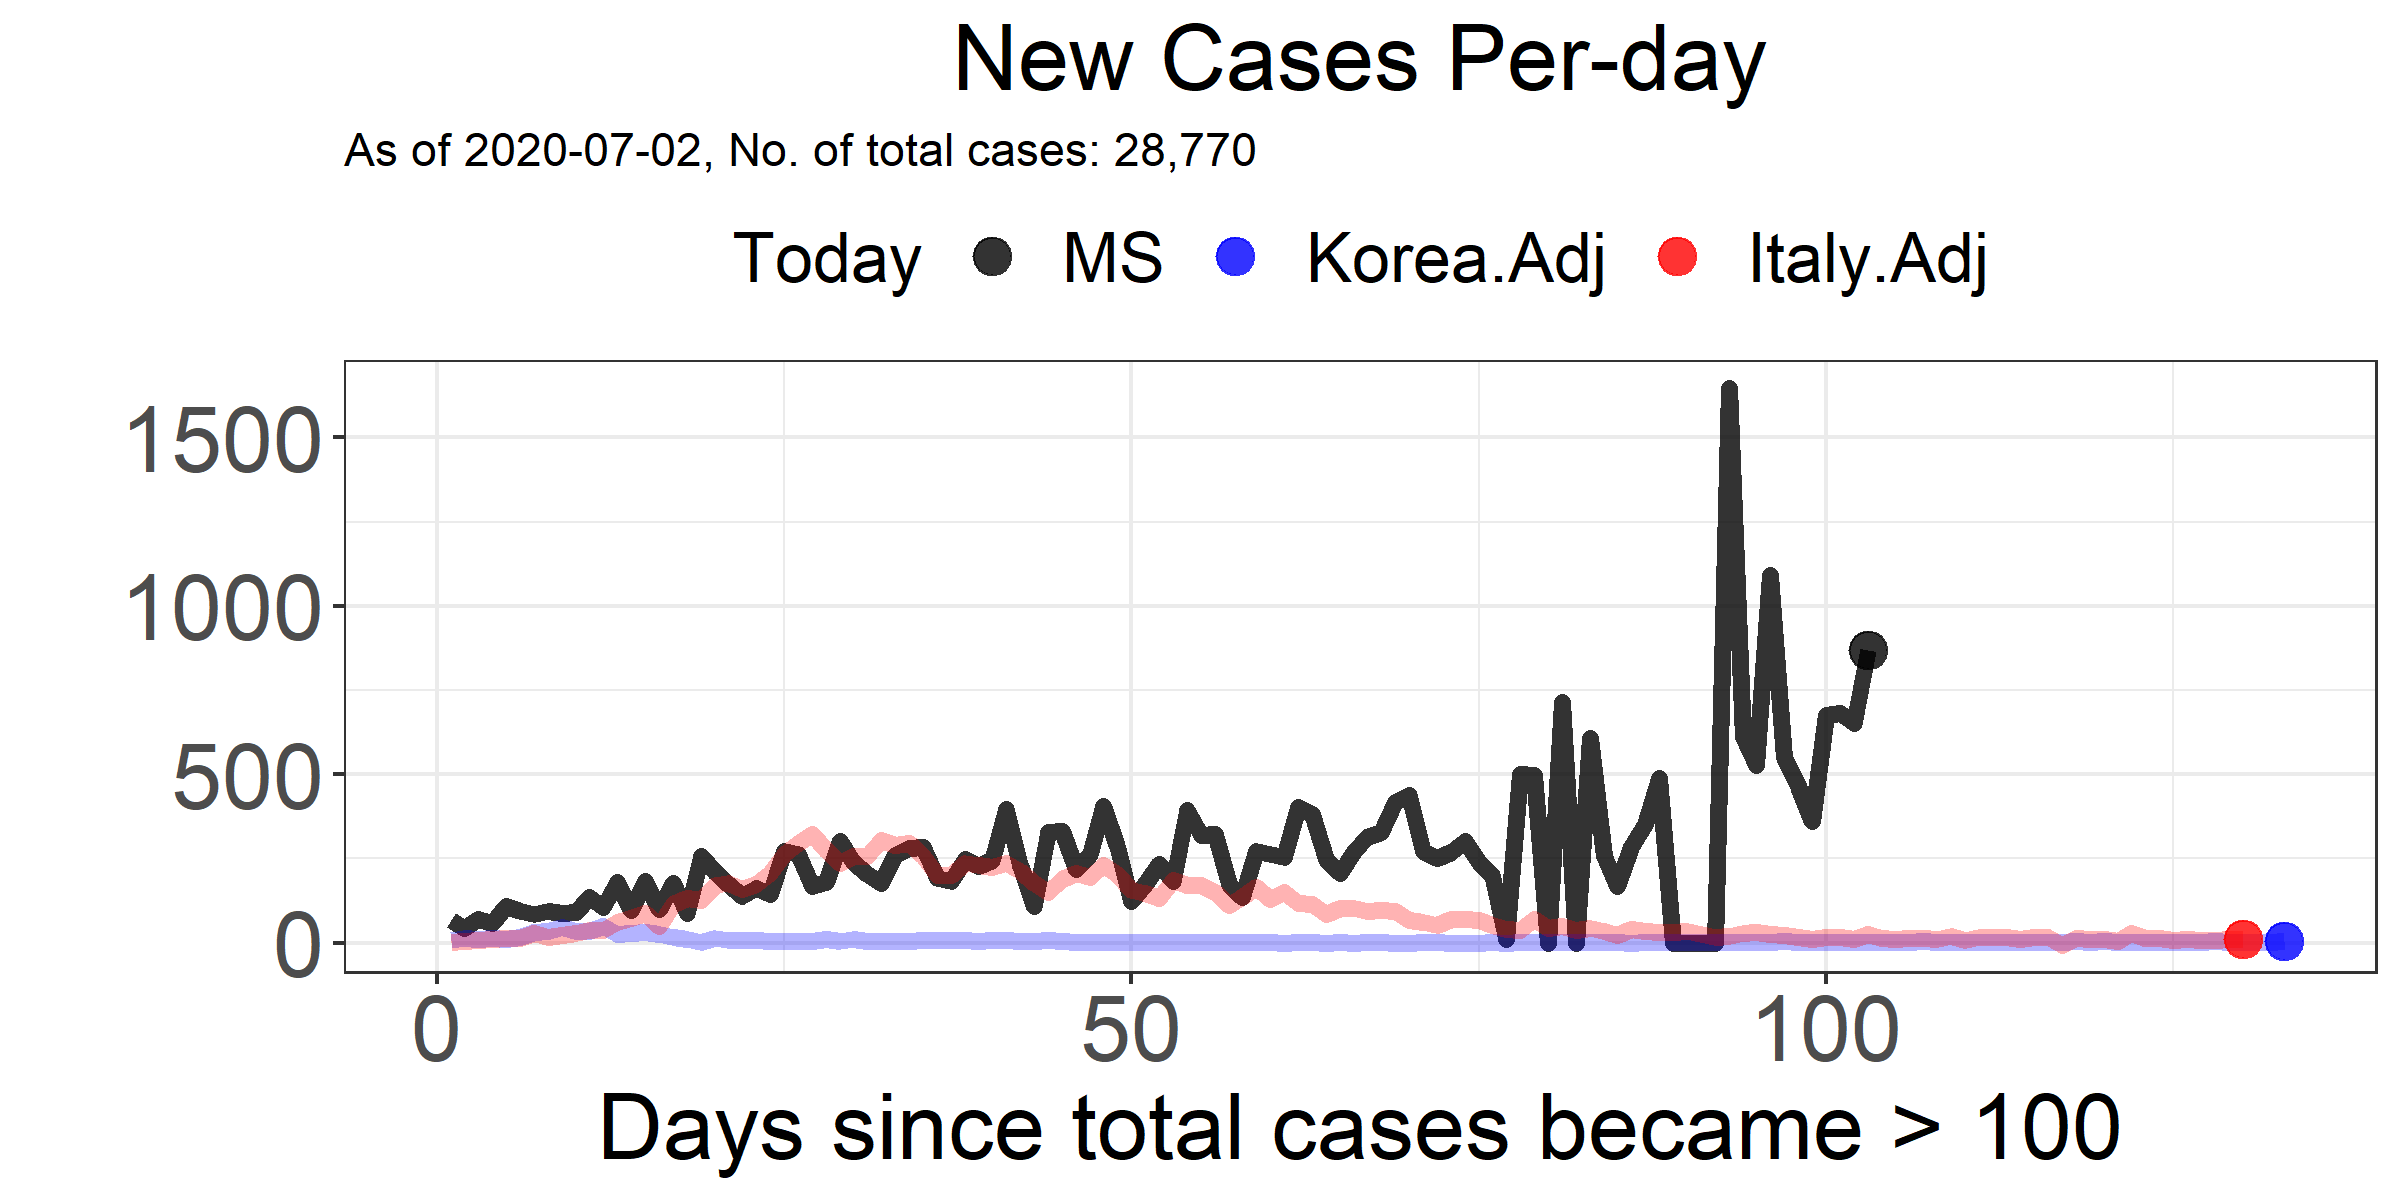 New Cases Per-day
As of 2020-07-02, No. of total cases: 28,770
Today MS Korea.Adj Italy.Adj
1500
1000
500
0
0 50 100
Days since total cases became > 100